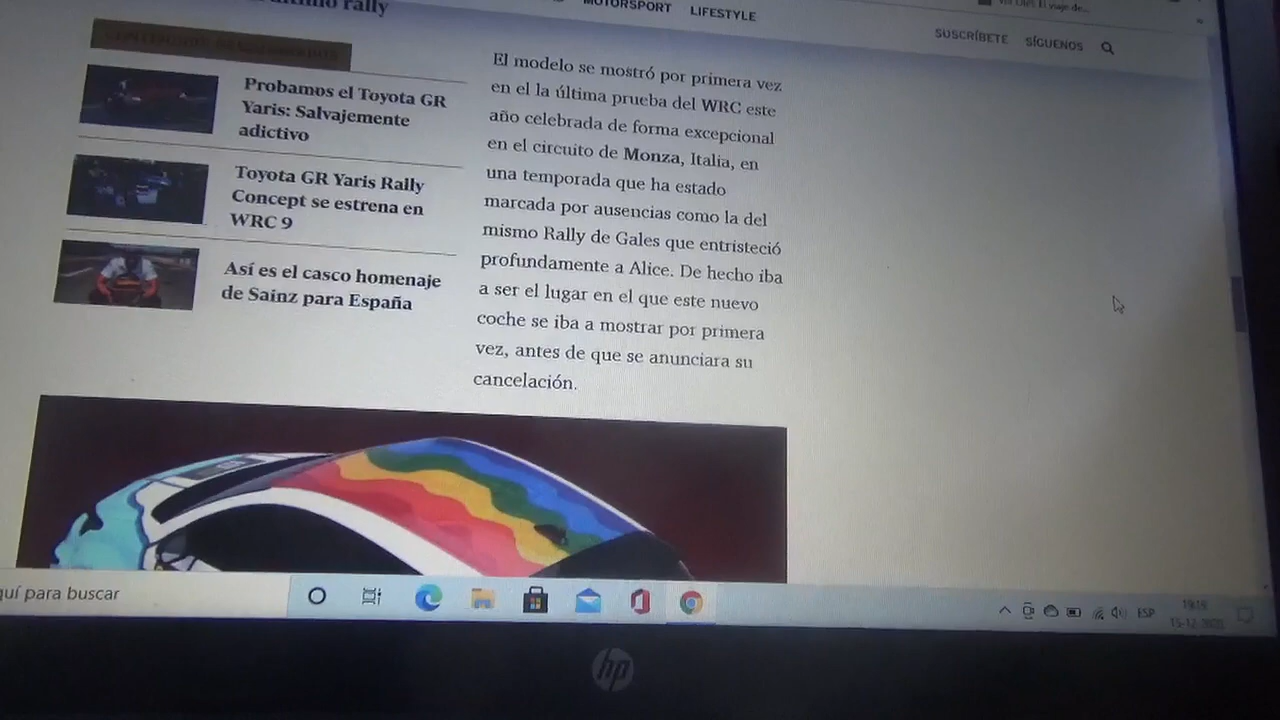 último rally
MOTORSPORT LIFESTYLE
SUSCRÍBETE SÍGUENOS
Probamos el Toyota GR
Yaris: Salvajemente
adictivo
Toyota GR Yaris Rally
Concept se estrena en
WRC 9
Así es el casco homenaje
de Sainz para España
El modelo se mostró por primera vez
en el la última prueba del WRC este
año celebrada de forma excepcional
en el circuito de Monza, Italia, en
una temporada que ha estado
marcada por ausencias como la del
mismo Rally de Gales que entristeció
profundamente a Alice. De hecho iba
a ser el lugar en el que este nuevo
coche se iba a mostrar por primera
vez, antes de que se anunciara su
cancelación.
quí para buscar
ESP
hp